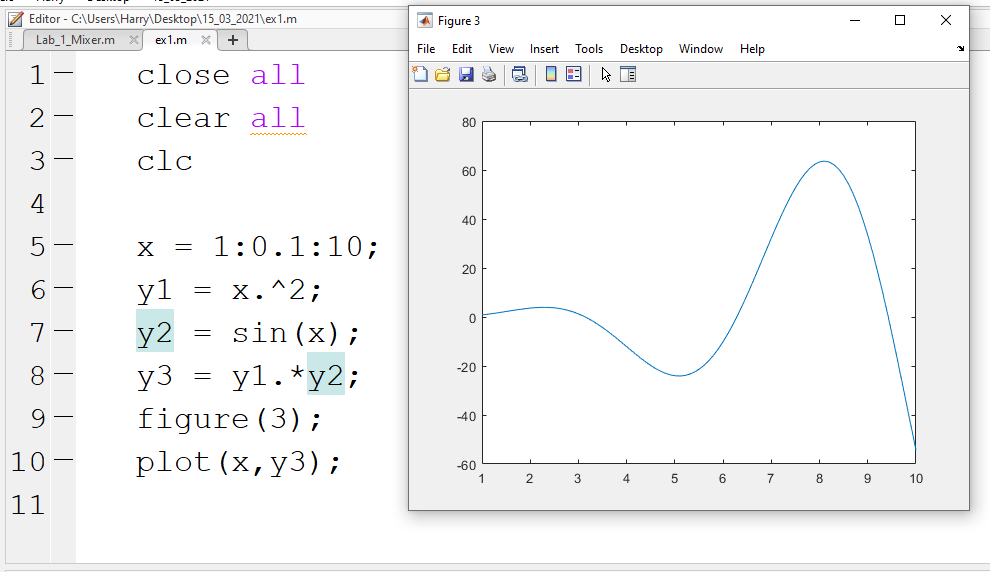 Editor - C:\Users\Harry\Desktop\15_03_2021\ex1.m
Lab_1_Mixer.m ex1.m
1 close all
2 clear all
3 clc
4
5 x = 1:0.1:10;
6 y1 = x.^2;
7 y2 = sin(x);
8 y3 = y1.*y2;
9 figure(3);
10 plot(x,y3);
11
Figure 3
File Edit View Insert Tools Desktop Window Help
80
60
40
20
0
-20
-40
-60
1 2 3 4 5 6 7 8 9 10